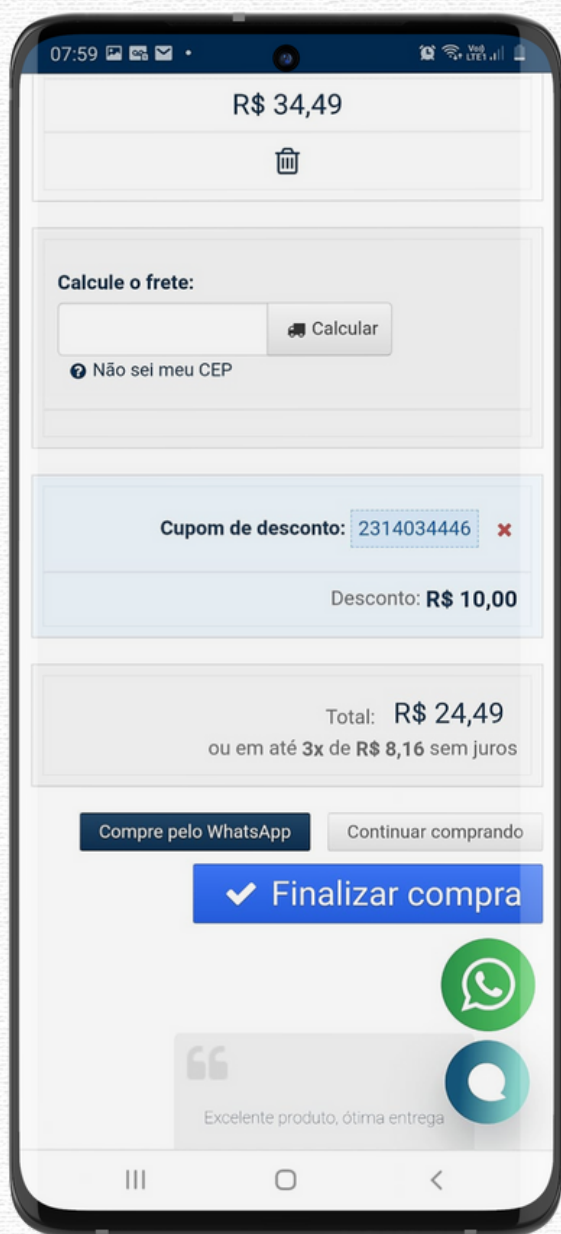 07:59
Vo))
LTE1
R$ 34,49
Calcule o frete:
Calcular
Não sei meu CEP
Cupom de desconto: 2314034446
Desconto: R$ 10,00
Total: R$ 24,49
ou em até 3x de R$ 8,16 sem juros
Compre pelo WhatsApp
Continuar comprando
Finalizar compra
Excelente produto, ótima entrega